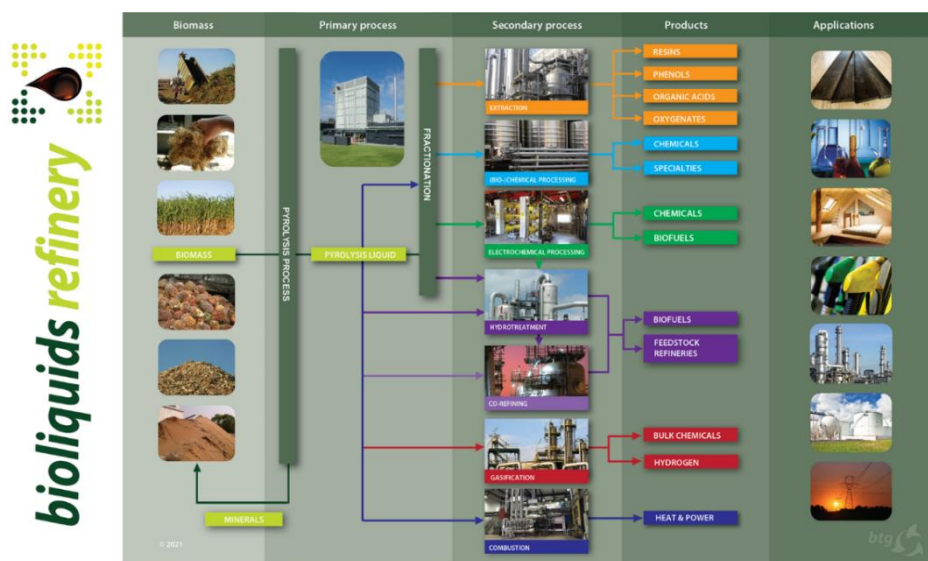 bioliquids refinery
Biomass
Primary process
Secondary process
Products
Applications
BIOMASS
PYROLYSIS PROCESS
PYROLYSIS LIQUID
FRACTIONATION
MINERALS
EXTRACTION
(BIO-)CHEMICAL PROCESSING
ELECTROCHEMICAL PROCESSING
HYDROTREATMENT
CO-REFINING
GASIFICATION
COMBUSTION
RESINS
PHENOLS
ORGANIC ACIDS
OXYGENATES
CHEMICALS
SPECIALTIES
CHEMICALS
BIOFUELS
BIOFUELS
FEEDSTOCK
REFINERIES
BULK CHEMICALS
HYDROGEN
HEAT & POWER
© 2021
btg